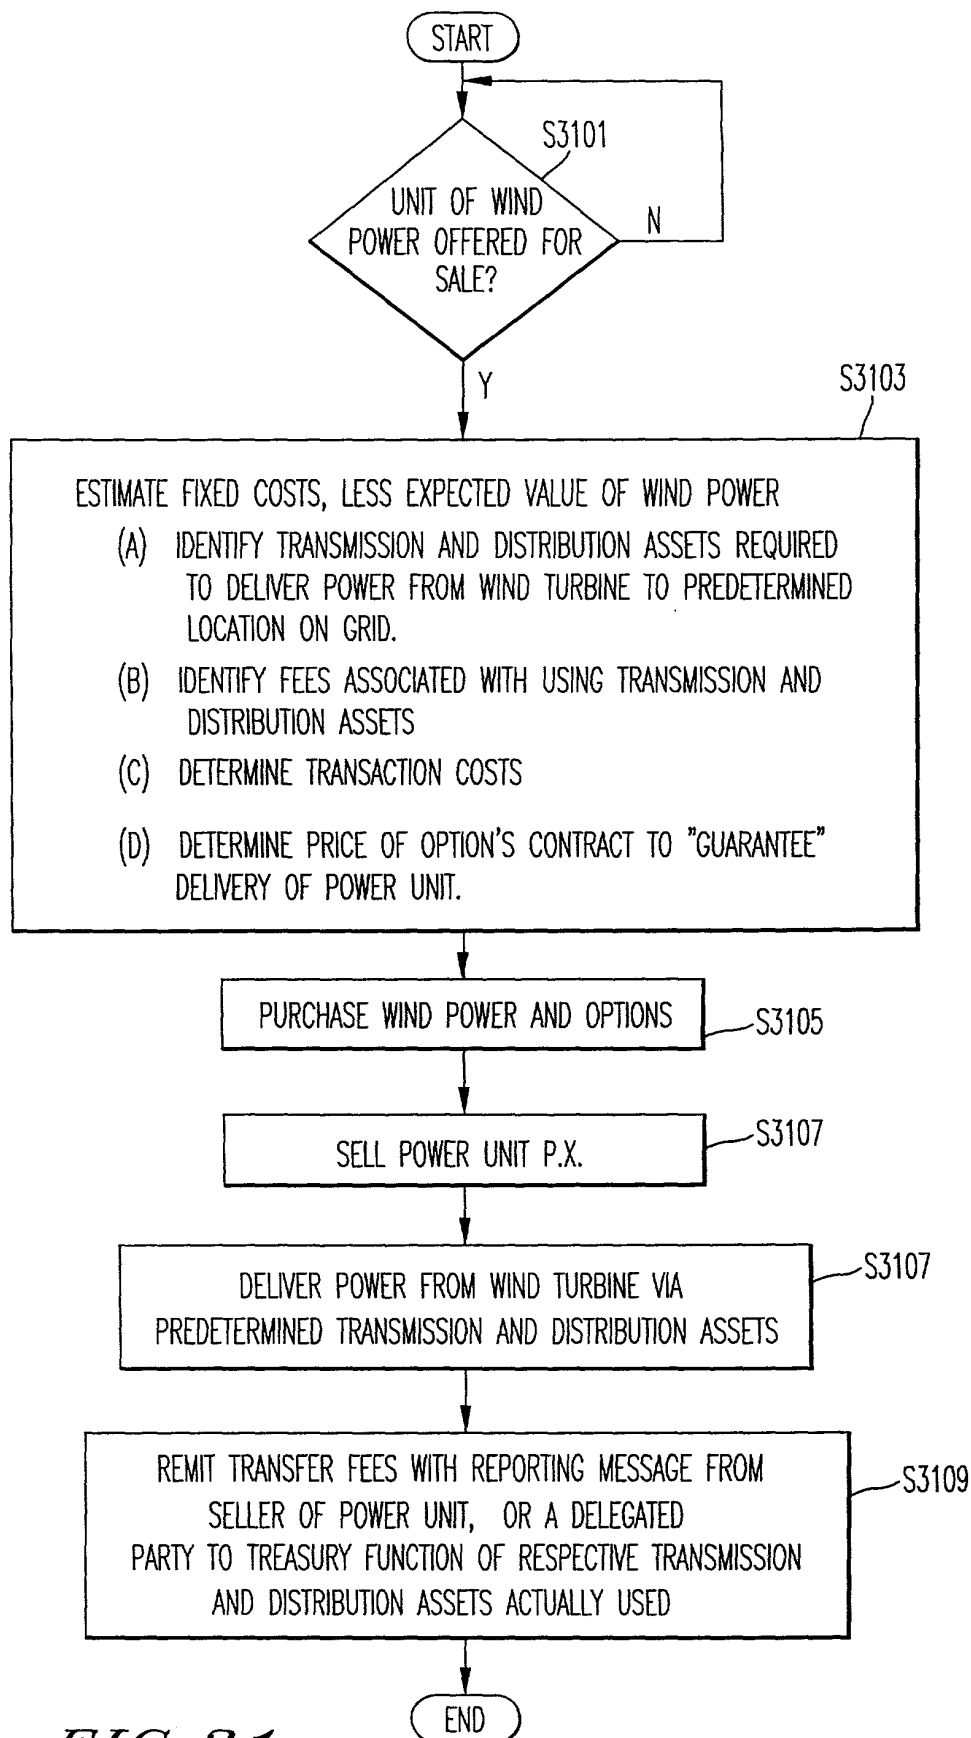 START
S3101
UNIT OF WIND
POWER OFFERED FOR
SALE?
N
Y
S3103
ESTIMATE FIXED COSTS, LESS EXPECTED VALUE OF WIND POWER
(A) IDENTIFY TRANSMISSION AND DISTRIBUTION ASSETS REQUIRED
TO DELIVER POWER FROM WIND TURBINE TO PREDETERMINED
LOCATION ON GRID.
(B) IDENTIFY FEES ASSOCIATED WITH USING TRANSMISSION AND
DISTRIBUTION ASSETS
(C) DETERMINE TRANSACTION COSTS
(D) DETERMINE PRICE OF OPTION'S CONTRACT TO "GUARANTEE"
DELIVERY OF POWER UNIT.
PURCHASE WIND POWER AND OPTIONS
S3105
SELL POWER UNIT P.X.
S3107
DELIVER POWER FROM WIND TURBINE VIA
PREDETERMINED TRANSMISSION AND DISTRIBUTION ASSETS
S3107
REMIT TRANSFER FEES WITH REPORTING MESSAGE FROM
SELLER OF POWER UNIT, OR A DELEGATED
PARTY TO TREASURY FUNCTION OF RESPECTIVE TRANSMISSION
AND DISTRIBUTION ASSETS ACTUALLY USED
S3109
END